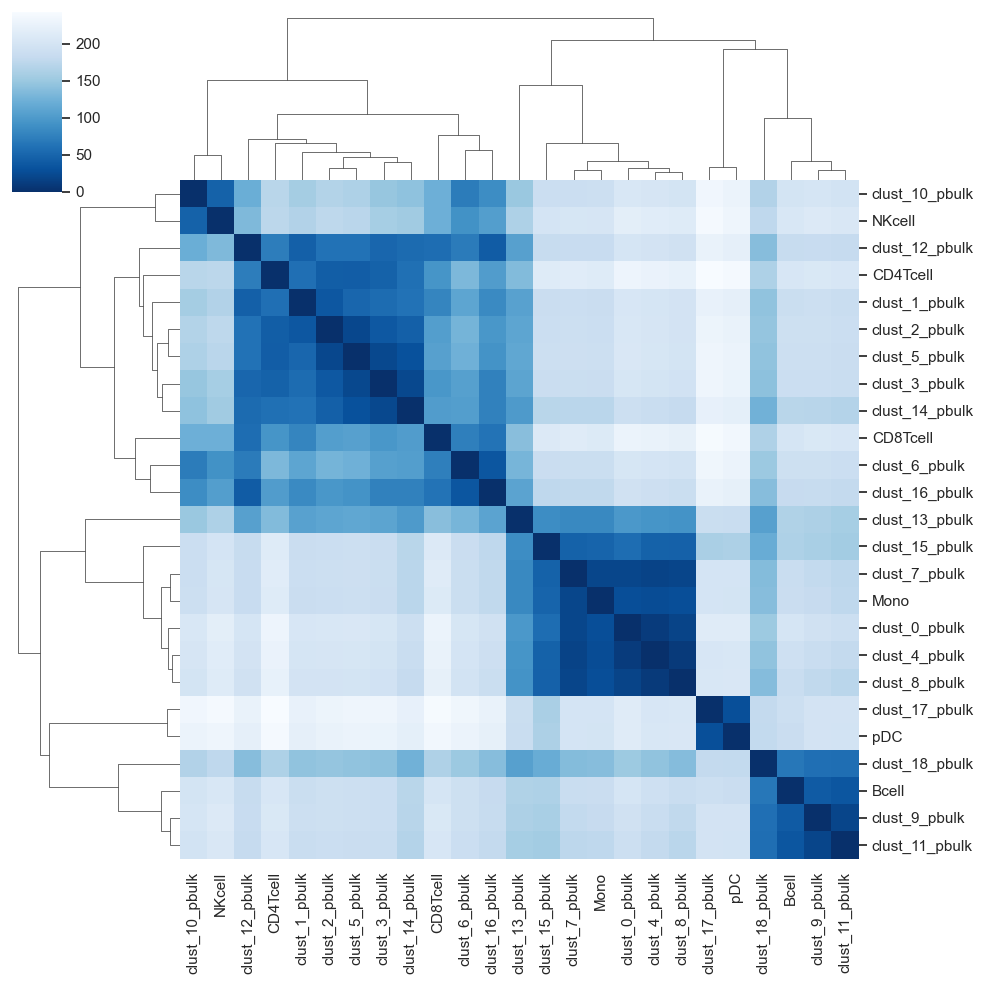 200
150
100
50
0
clust_10_pbulk
NKcell
clust_12_pbulk
CD4Tcell
clust_1_pbulk
clust_2_pbulk
clust_5_pbulk
clust_3_pbulk
clust_14_pbulk
CD8Tcell
clust_6_pbulk
clust_16_pbulk
clust_13_pbulk
clust_15_pbulk
clust_7_pbulk
Mono
clust_0_pbulk
clust_4_pbulk
clust_8_pbulk
clust_17_pbulk
pDC
clust_18_pbulk
Bcell
clust_9_pbulk
clust_11_pbulk
clust_10_pbulk
NKcell
clust_12_pbulk
CD4Tcell
clust_1_pbulk
clust_2_pbulk
clust_5_pbulk
clust_3_pbulk
clust_14_pbulk
CD8Tcell
clust_6_pbulk
clust_16_pbulk
clust_13_pbulk
clust_15_pbulk
clust_7_pbulk
Mono
clust_0_pbulk
clust_4_pbulk
clust_8_pbulk
clust_17_pbulk
pDC
clust_18_pbulk
Bcell
clust_9_pbulk
clust_11_pbulk